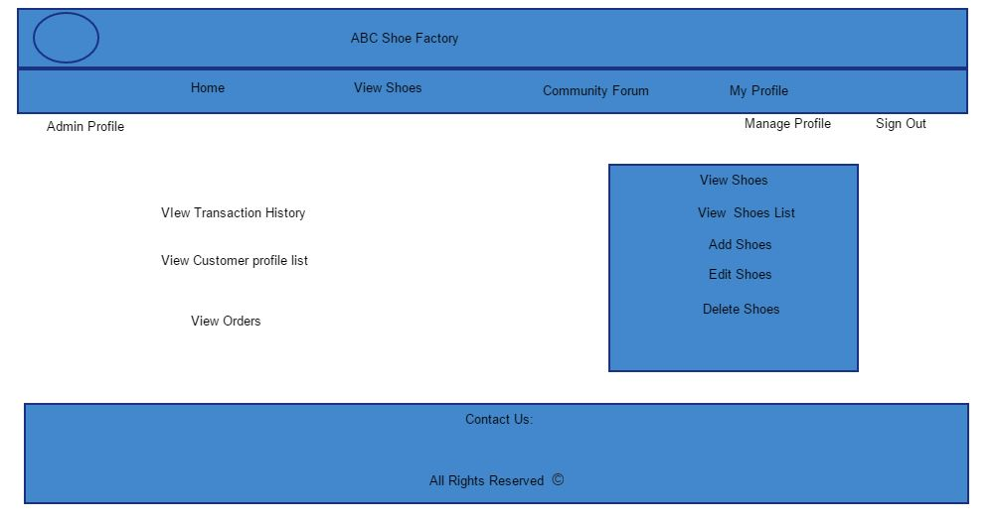 ABC Shoe Factory
Home View Shoes Community Forum My Profile
Admin Profile Manage Profile Sign Out
View Shoes
VIew Transaction History View Shoes List
Add Shoes
View Customer profile list Edit Shoes
Delete Shoes
View Orders
Contact Us:
All Rights Reserved ©